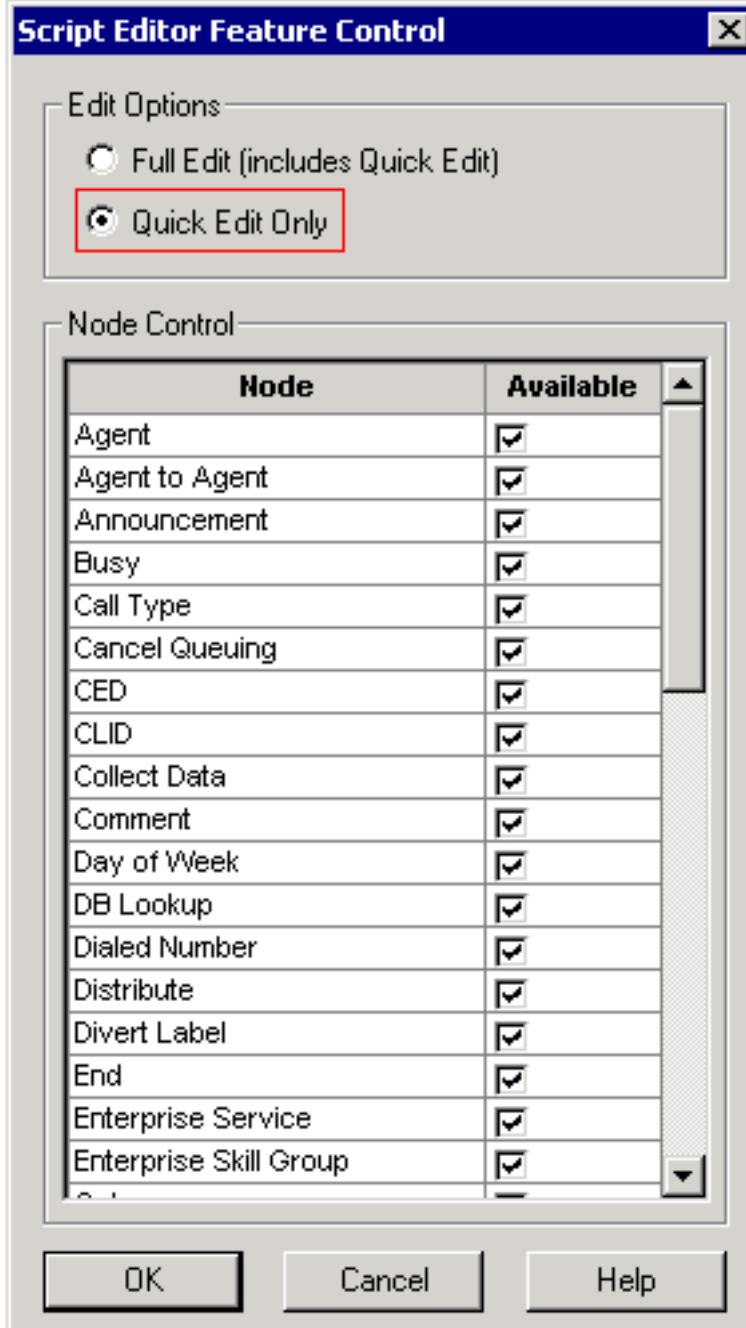 Script Editor Feature Control
Edit Options
Full Edit (includes Quick Edit)
Quick Edit Only
Node Control
Node Available
Agent
Agent to Agent
Announcement
Busy
Call Type
Cancel Queuing
CED
CLID
Collect Data
Comment
Day of Week
DB Lookup
Dialed Number
Distribute
Divert Label
End
Enterprise Service
Enterprise Skill Group
OK Cancel Help